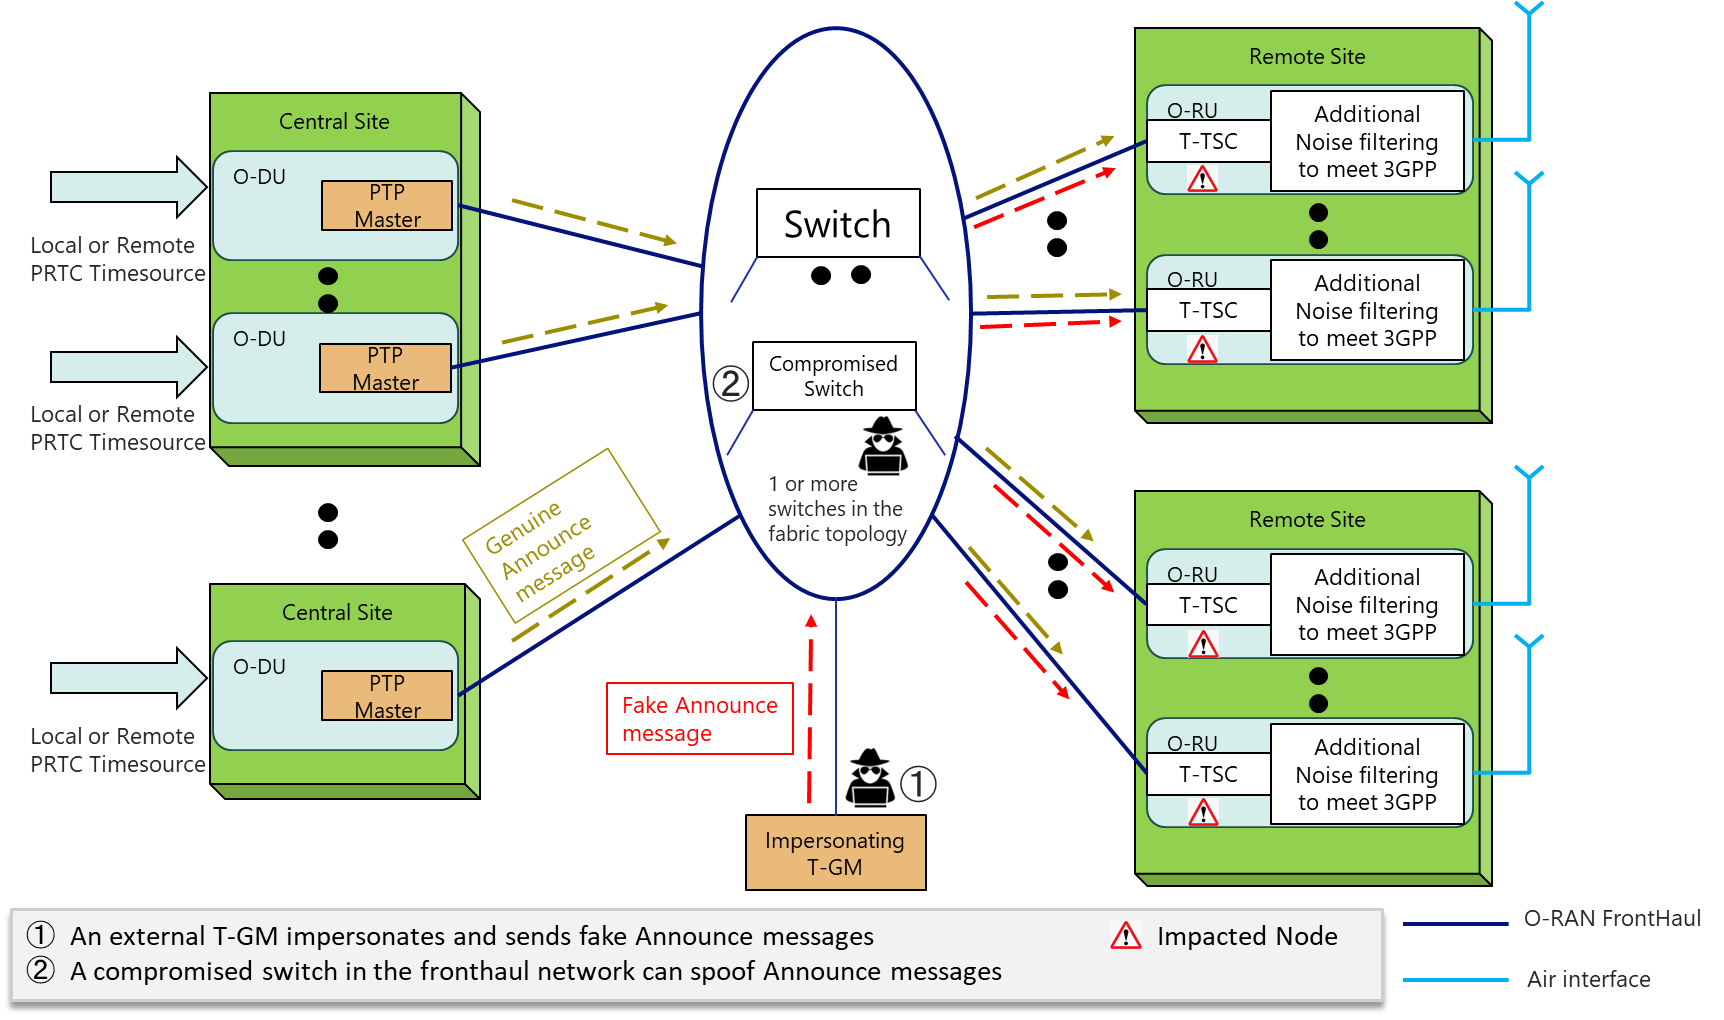 Central Site
O-DU
PTP
Master
Local or Remote
PRTC Timesource
O-DU
PTP
Master
Local or Remote
PRTC Timesource
Central Site
O-DU
PTP
Master
Local or Remote
PRTC Timesource
Genuine
Announce
message
Switch
②
Compromised
Switch
1 or more
switches in the
fabric topology
Fake Announce
message
①
Impersonating
T-GM
Remote Site
O-RU
T-TSC
Additional
Noise filtering
to meet 3GPP
O-RU
T-TSC
Additional
Noise filtering
to meet 3GPP
Remote Site
O-RU
T-TSC
Additional
Noise filtering
to meet 3GPP
O-RU
T-TSC
Additional
Noise filtering
to meet 3GPP
① An external T-GM impersonates and sends fake Announce messages
② A compromised switch in the fronthaul network can spoof Announce messages
Impacted Node
O-RAN FrontHaul
Air interface